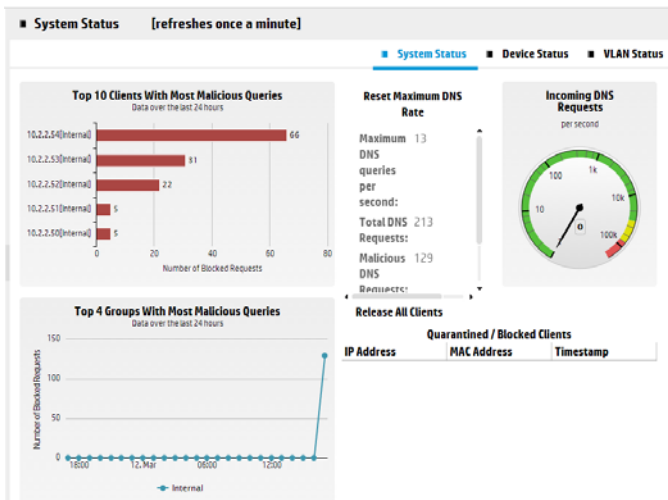 System Status [refreshes once a minute]
System Status Device Status VLAN Status
Top 10 Clients With Most Malicious Queries
Data over the last 24 hours
10.2.2.54[Internal] 66
10.2.2.53[Internal] 31
10.2.2.52[Internal] 22
10.2.2.51[Internal] 5
10.2.2.50[Internal] 5
0 20 40 60 80
Number of Blocked Requests
Reset Maximum DNS
Rate
Maximum 13
DNS
queries
per
second:
Total DNS 213
Requests:
Malicious 129
DNS
Requests:
Incoming DNS
Requests
per second
10 100 1k 10k 100k
0
Top 4 Groups With Most Malicious Queries
Data over the last 24 hours
150
100
50
0
Number of Blocked Requests
18:00 12. Mar 06:00 12:00
Internal
Release All Clients
Quarantined / Blocked Clients
IP Address MAC Address Timestamp